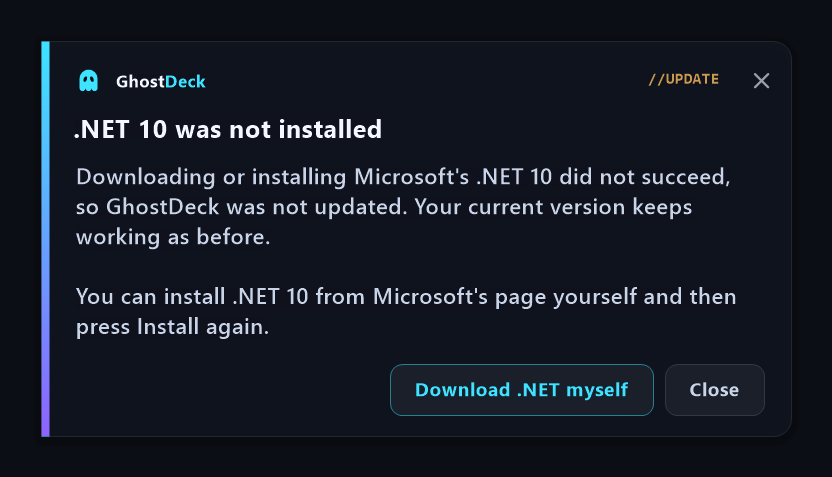 GhostDeck
//UPDATE
.NET 10 was not installed
Downloading or installing Microsoft's .NET 10 did not succeed,
so GhostDeck was not updated. Your current version keeps
working as before.
You can install .NET 10 from Microsoft's page yourself and then
press Install again.
Download .NET myself
Close